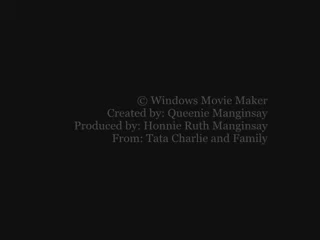 © Windows Movie Maker
Created by: Queenie Manginsay
Produced by: Honnie Ruth Manginsay
From: Tata Charlie and Family